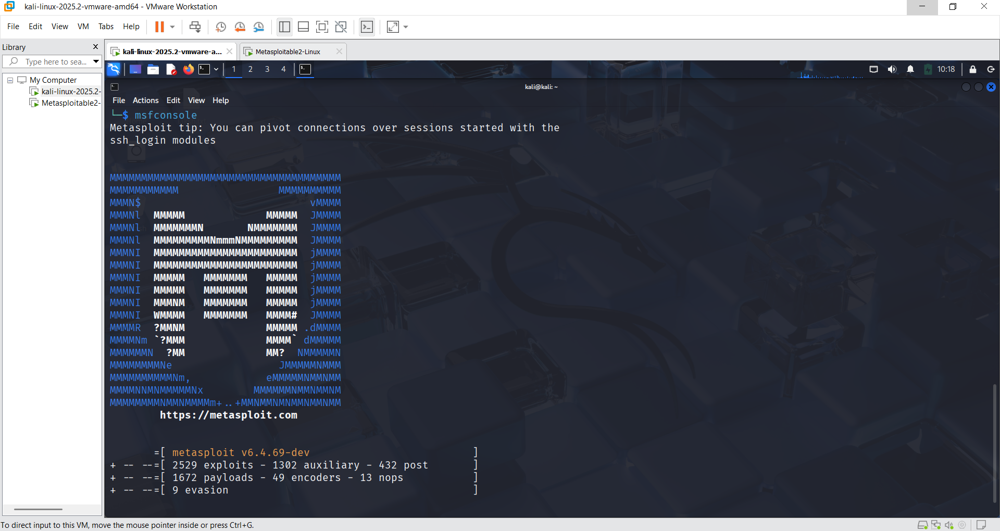 kali-linux-2025.2-vmware-amd64 - VMware Workstation
File Edit View VM Tabs Help
Library
Type here to sea...
My Computer
kali-linux-2025.2-
Metasploitable2-
kali-linux-2025.2-vmware-a...
Metasploitable2-Linux
1 2 3 4
10:18
kali@kali: ~
File Actions Edit View Help
└─$ msfconsole
Metasploit tip: You can pivot connections over sessions started with the
ssh_login modules
MMMMMMMMMMMMMMMMMMMMMMMMMMMMMMMMMMMMM
MMMMMMMMMMM                MMMMMMMMMM
MMMN$                           vMMMM
MMMNl  MMMMM             MMMMM  JMMMM
MMMNl  MMMMMMMN       NMMMMMMM  JMMMM
MMMNl  MMMMMMMMMNmmmNMMMMMMMMM  JMMMM
MMMNI  MMMMMMMMMMMMMMMMMMMMMMM  jMMMM
MMMNI  MMMMMMMMMMMMMMMMMMMMMMM  jMMMM
MMMNI  MMMMM   MMMMMMM   MMMMM  jMMMM
MMMNI  MMMMM   MMMMMMM   MMMMM  jMMMM
MMMNI  MMMNM   MMMMMMM   MMMMM  jMMMM
MMMNI  WMMMM   MMMMMMM   MMMM#  JMMMM
MMMMR  ?MMNM             MMMMM .dMMMM
MMMMNm `?MMM             MMMM` dMMMMM
MMMMMMN  ?MM             MM?  NMMMMMN
MMMMMMMMNe                 JMMMMMNMMM
MMMMMMMMMMNm,            eMMMMMNMMNMM
MMMMNNMNMMMMMNx        MMMMMMNMMNMMNM
MMMMMMMMNMMNMMMMm+..+MMNMMNMNMMNMMNMM
https://metasploit.com
=[ metasploit v6.4.69-dev ]
+ -- --=[ 2529 exploits - 1302 auxiliary - 432 post ]
+ -- --=[ 1672 payloads - 49 encoders - 13 nops ]
+ -- --=[ 9 evasion ]
To direct input to this VM, move the mouse pointer inside or press Ctrl+G.